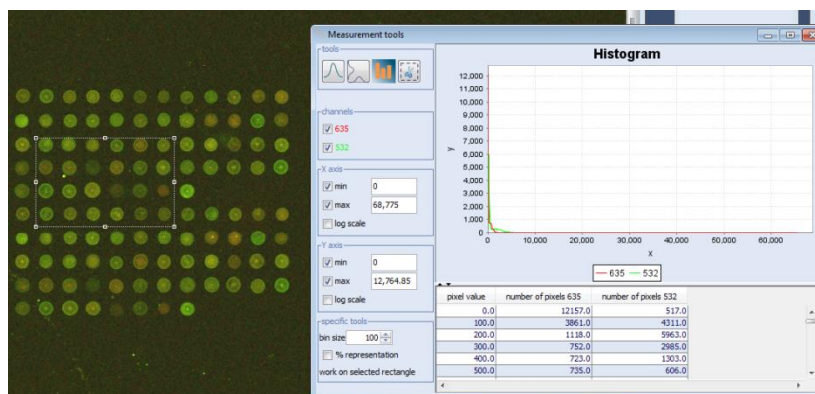 Measurement tools
tools
channels
635
532
X axis
min 0
max 68,775
log scale
Y axis
min 0
max 12,764.85
log scale
specific tools
bin size 100
% representation
work on selected rectangle
Histogram
12,000
11,000
10,000
9,000
8,000
7,000
6,000
5,000
4,000
3,000
2,000
1,000
0
y
0 10,000 20,000 30,000 40,000 50,000 60,000
x
635 532
pixel value number of pixels 635 number of pixels 532
0.0 12157.0 517.0
100.0 3861.0 4311.0
200.0 1118.0 5963.0
300.0 752.0 2985.0
400.0 723.0 1303.0
500.0 735.0 606.0